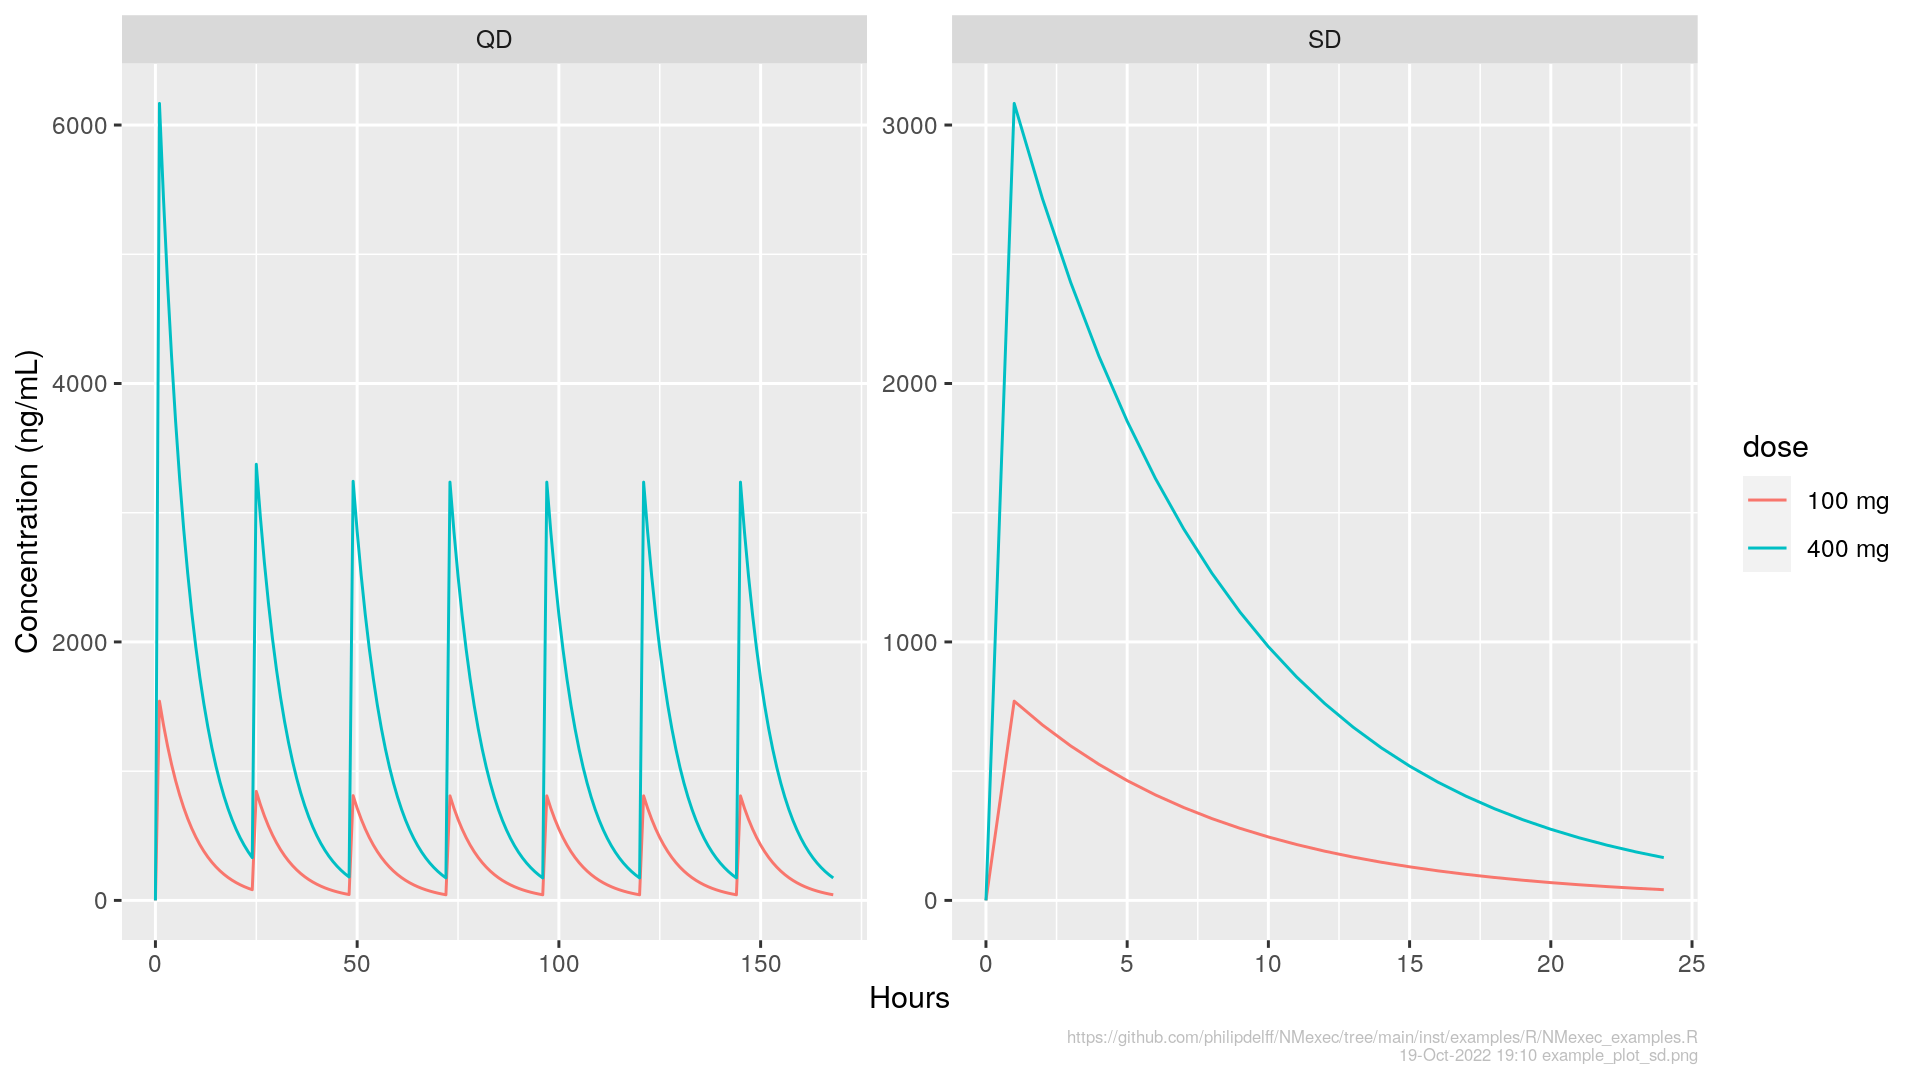 QD
SD
Concentration (ng/mL)
6000
4000
2000
0
3000
2000
1000
0
0 50 100 150
0 5 10 15 20 25
Hours
dose
100 mg
400 mg
https://github.com/philipdelff/NMexec/tree/main/inst/examples/R/NMexec_examples.R
19-Oct-2022 19:10 example_plot_sd.png